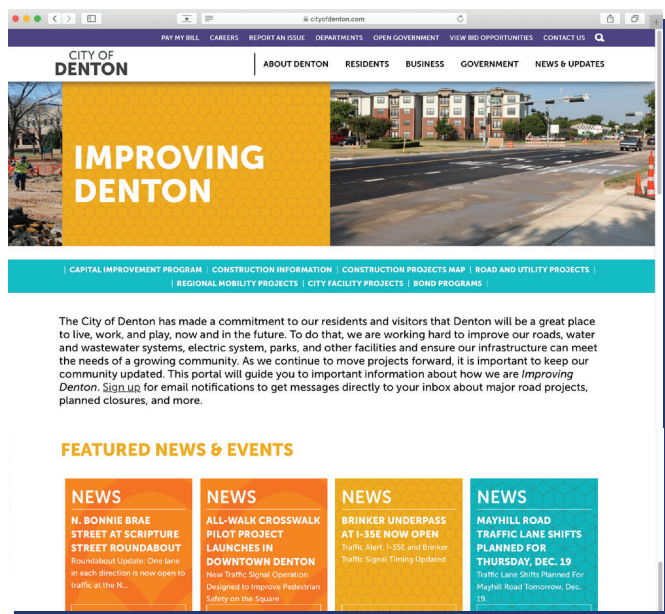 cityofdenton.com
PAY MY BILL CAREERS REPORT AN ISSUE DEPARTMENTS OPEN GOVERNMENT VIEW BID OPPORTUNITIES CONTACT US
CITY OF
DENTON
ABOUT DENTON RESIDENTS BUSINESS GOVERNMENT NEWS & UPDATES
IMPROVING
DENTON
| CAPITAL IMPROVEMENT PROGRAM | CONSTRUCTION INFORMATION | CONSTRUCTION PROJECTS MAP | ROAD AND UTILITY PROJECTS |
| REGIONAL MOBILITY PROJECTS | CITY FACILITY PROJECTS | BOND PROGRAMS |
The City of Denton has made a commitment to our residents and visitors that Denton will be a great place
to live, work, and play, now and in the future. To do that, we are working hard to improve our roads, water
and wastewater systems, electric system, parks, and other facilities and ensure our infrastructure can meet
the needs of a growing community. As we continue to move projects forward, it is important to keep our
community updated. This portal will guide you to important information about how we are Improving
Denton. Sign up for email notifications to get messages directly to your inbox about major road projects,
planned closures, and more.
FEATURED NEWS & EVENTS
NEWS
N. BONNIE BRAE
STREET AT SCRIPTURE
STREET ROUNDABOUT
Roundabout Update: One lane
in each direction is now open to
traffic at the N...
NEWS
ALL-WALK CROSSWALK
PILOT PROJECT
LAUNCHES IN
DOWNTOWN DENTON
New Traffic Signal Operation
Designed to Improve Pedestrian
Safety on the Square
NEWS
BRINKER UNDERPASS
AT I-35E NOW OPEN
Traffic Alert: I-35E and Brinker
Traffic Signal Timing Updated
NEWS
MAYHILL ROAD
TRAFFIC LANE SHIFTS
PLANNED FOR
THURSDAY, DEC. 19
Traffic Lane Shifts Planned For
Mayhill Road Tomorrow, Dec.
19.